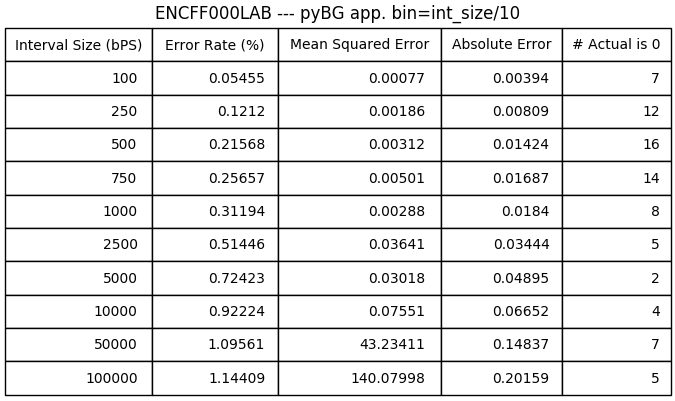 ENCFF000LAB --- pyBG app. bin=int_size/10
Interval Size (bPS) Error Rate (%) Mean Squared Error Absolute Error # Actual is 0
100 0.05455 0.00077 0.00394 7
250 0.1212 0.00186 0.00809 12
500 0.21568 0.00312 0.01424 16
750 0.25657 0.00501 0.01687 14
1000 0.31194 0.00288 0.0184 8
2500 0.51446 0.03641 0.03444 5
5000 0.72423 0.03018 0.04895 2
10000 0.92224 0.07551 0.06652 4
50000 1.09561 43.23411 0.14837 7
100000 1.14409 140.07998 0.20159 5